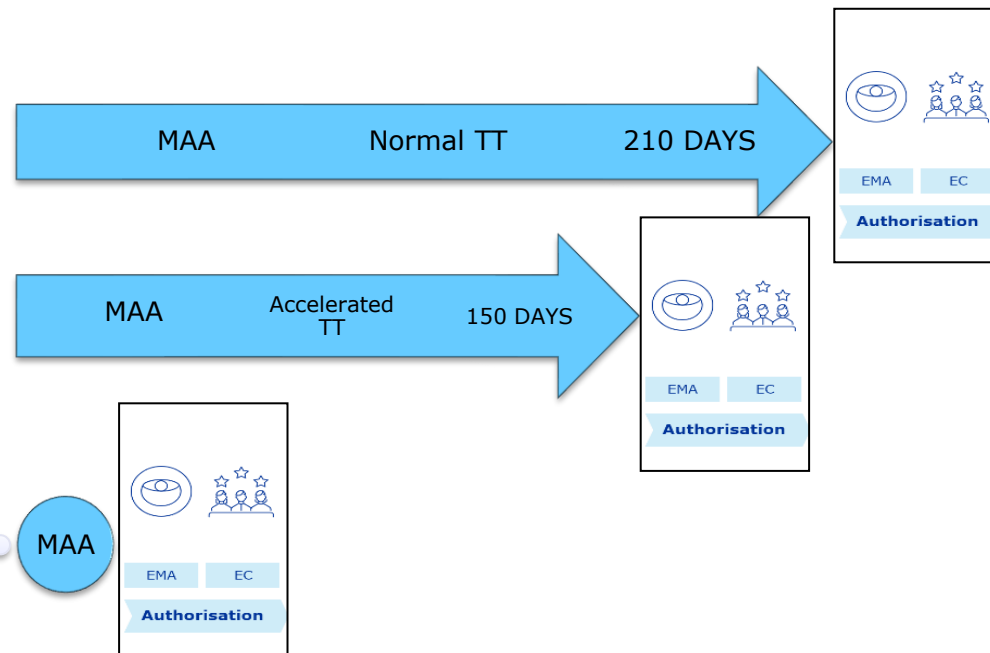 MAA Normal TT 210 DAYS
EMA EC
Authorisation
MAA Accelerated TT 150 DAYS
EMA EC
Authorisation
MAA
EMA EC
Authorisation